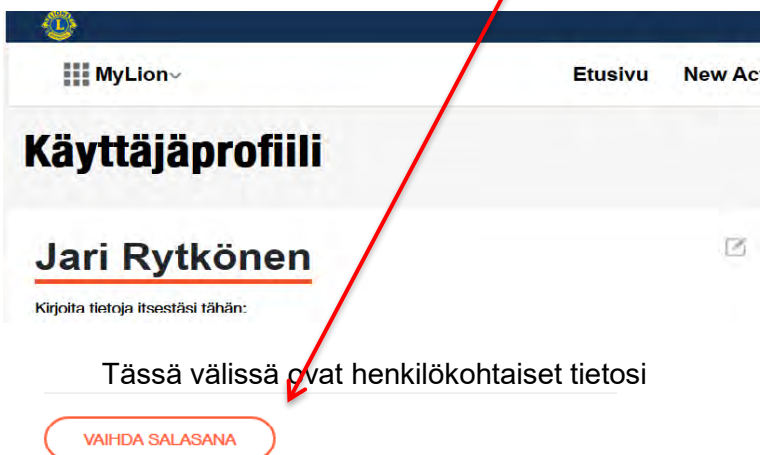 L
MyLion
Etusivu New Ac
Käyttäjäprofiili
Jari Rytkönen
Kirjoita tietoja itsestäsi tähän:
Tässä välissä ovat henkilökohtaiset tietosi
VAIHDA SALASANA